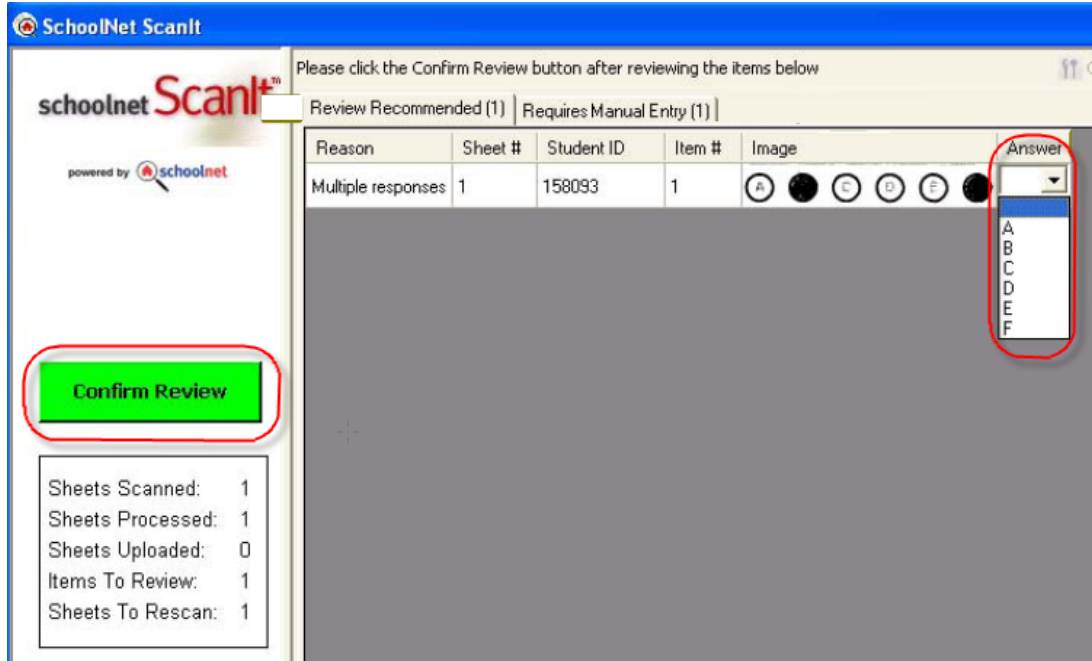 SchoolNet ScanIt
schoolnet ScanIt™
powered by schoolnet
Please click the Confirm Review button after reviewing the items below
Review Recommended (1) Requires Manual Entry (1)
Reason Sheet # Student ID Item # Image Answer
Multiple responses 1 158093 1 A C D E
A
B
C
D
E
F
Confirm Review
Sheets Scanned: 1
Sheets Processed: 1
Sheets Uploaded: 0
Items To Review: 1
Sheets To Rescan: 1